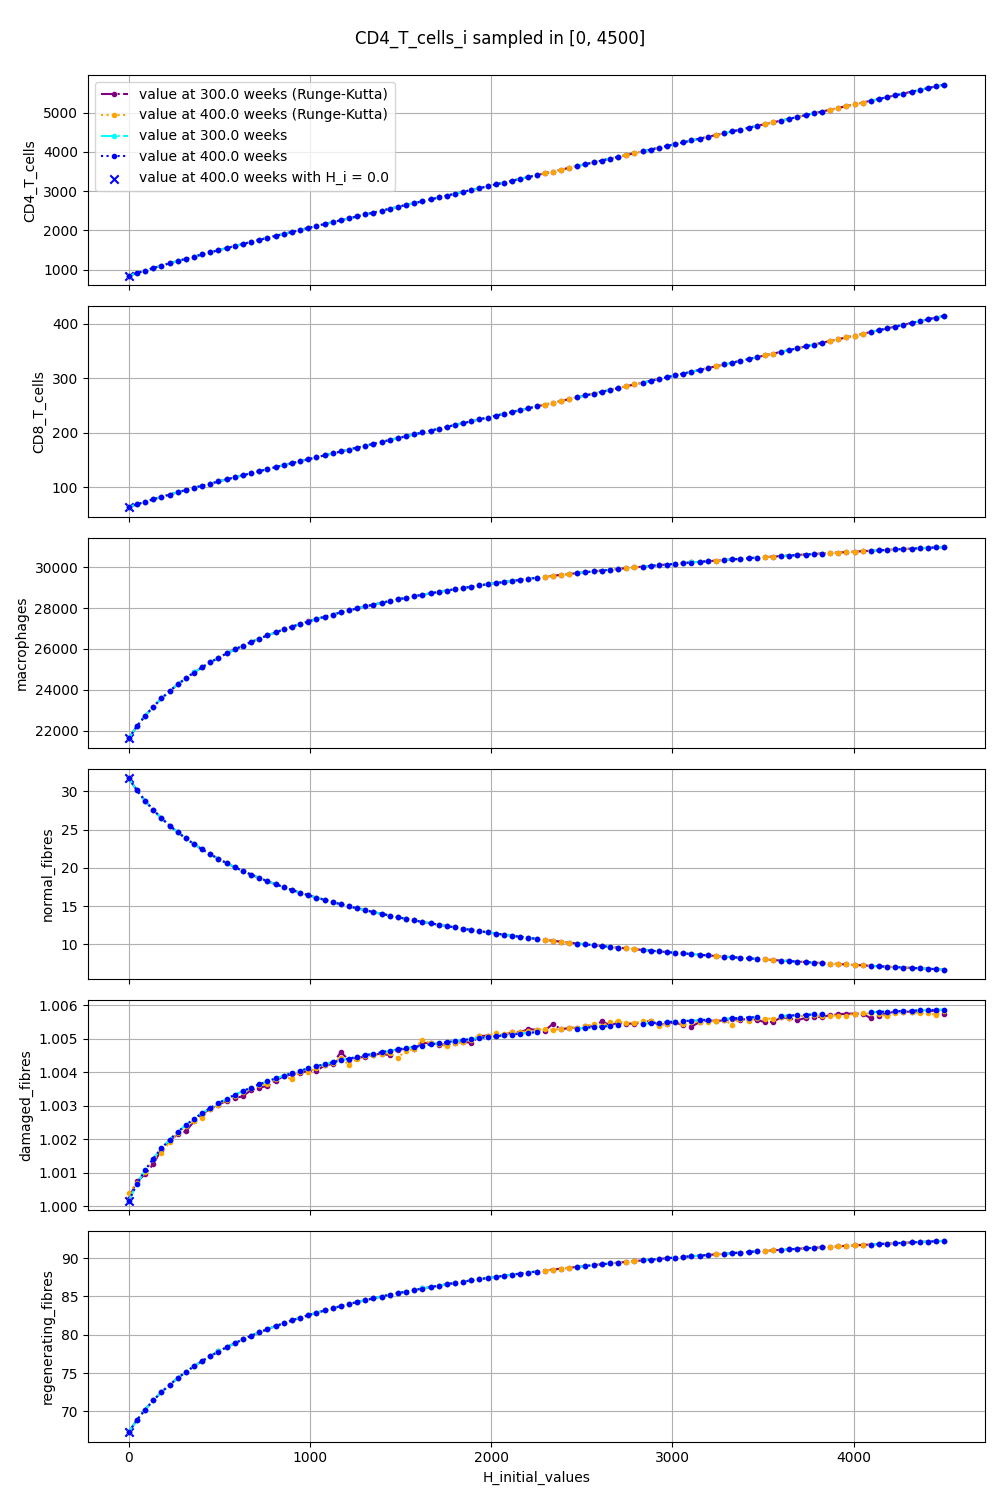 CD4_T_cells_i sampled in [0, 4500]
value at 300.0 weeks (Runge-Kutta)
value at 400.0 weeks (Runge-Kutta)
value at 300.0 weeks
value at 400.0 weeks
value at 400.0 weeks with H_i = 0.0
CD4_T_cells
5000
4000
3000
2000
1000
CD8_T_cells
400
300
200
100
macrophages
30000
28000
26000
24000
22000
normal_fibres
30
25
20
15
10
damaged_fibres
1.006
1.005
1.004
1.003
1.002
1.001
1.000
regenerating_fibres
90
85
80
75
70
0 1000 2000 3000 4000
H_initial_values